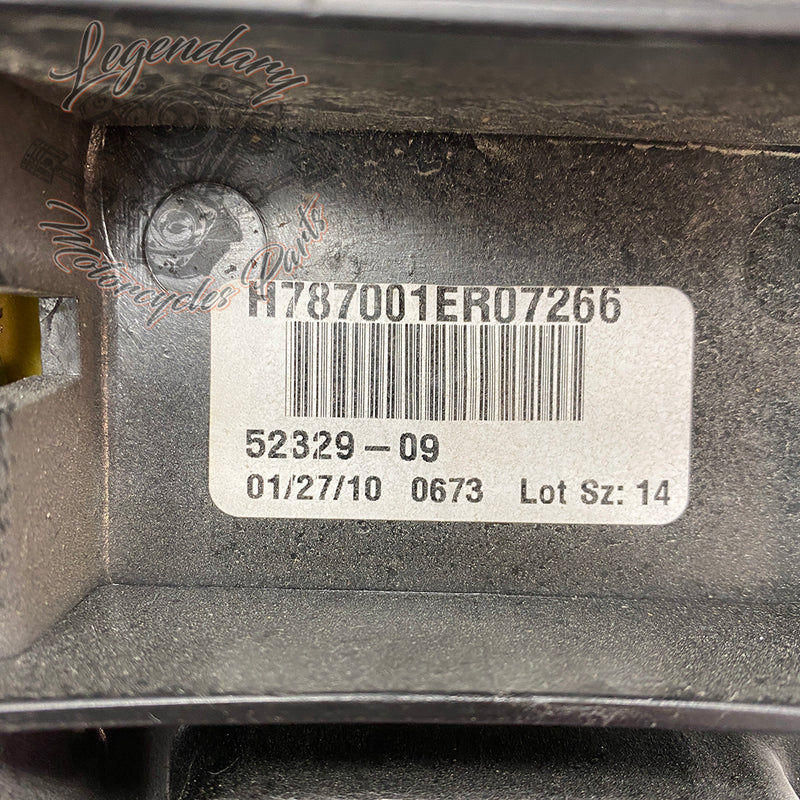 Legendary
Motorcycles Parts
H787001ER07266
52329-09
01/27/10 0673 Lot Sz: 14